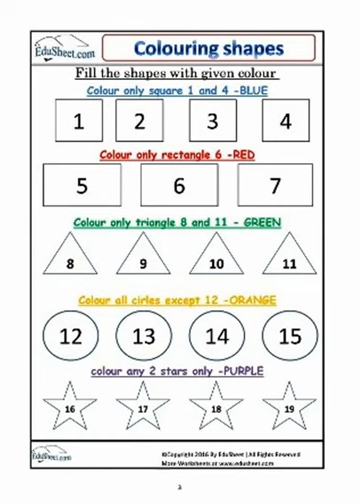 EduSheet.com
Colouring shapes
Fill the shapes with given colour
Colour only square 1 and 4 -BLUE
1 2 3 4
Colour only rectangle 6 -RED
5 6 7
Colour only triangle 8 and 11 - GREEN
8 9 10 11
Colour all cirles except 12 -ORANGE
12 13 14 15
colour any 2 stars only -PURPLE
16 17 18 19
EduSheet.com
©Copyright 2016 By EduSheet | All Rights Reserved
More Worksheets at www.edusheet.com
3